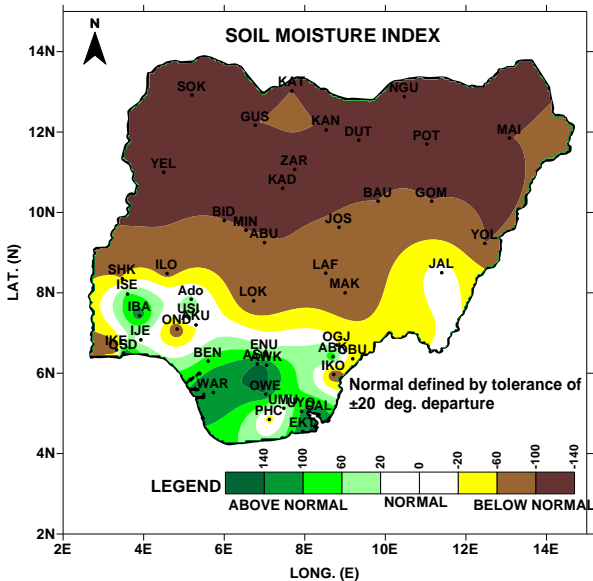 N
SOIL MOISTURE INDEX
14N
KAT
SOK
NGU
GUS
KAN
12N
DUT
POT
MAI
YEL
ZAR
KAD
BAU
GOM
10N
BID
MIN
JOS
ABU
YOL
SHK
ILO
LAF
JAL
ISE
MAK
8N
Ado
LOK
IBA
USI
OND
AKU
IJE
IKE
OSD
BEN
ENU
ASA
AWK
OGJ
ABK
OBU
6N
IKO
WAR
OWE
UMU
UYO
CAL
PHC
EKT
Normal defined by tolerance of
±20 deg. departure
4N
LEGEND
140
100
60
20
0
-20
-60
-100
-140
ABOVE NORMAL
NORMAL
BELOW NORMAL
2N
2E
4E
6E
8E
10E
12E
14E
LAT. (N)
LONG. (E)